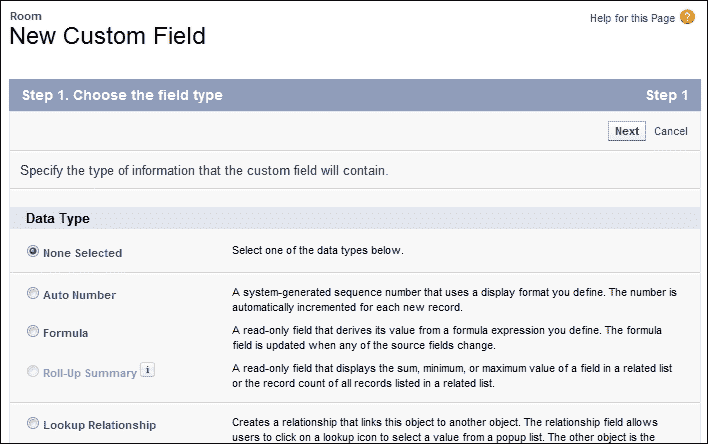 Room
New Custom Field
Help for this Page ?
Step 1. Choose the field type
Step 1
Next Cancel
Specify the type of information that the custom field will contain.
Data Type
None Selected
Select one of the data types below.
Auto Number
A system-generated sequence number that uses a display format you define. The number is
automatically incremented for each new record.
Formula
A read-only field that derives its value from a formula expression you define. The formula
field is updated when any of the source fields change.
Roll-Up Summary i
A read-only field that displays the sum, minimum, or maximum value of a field in a related list
or the record count of all records listed in a related list.
Lookup Relationship
Creates a relationship that links this object to another object. The relationship field allows
users to click on a lookup icon to select a value from a popup list. The other object is the